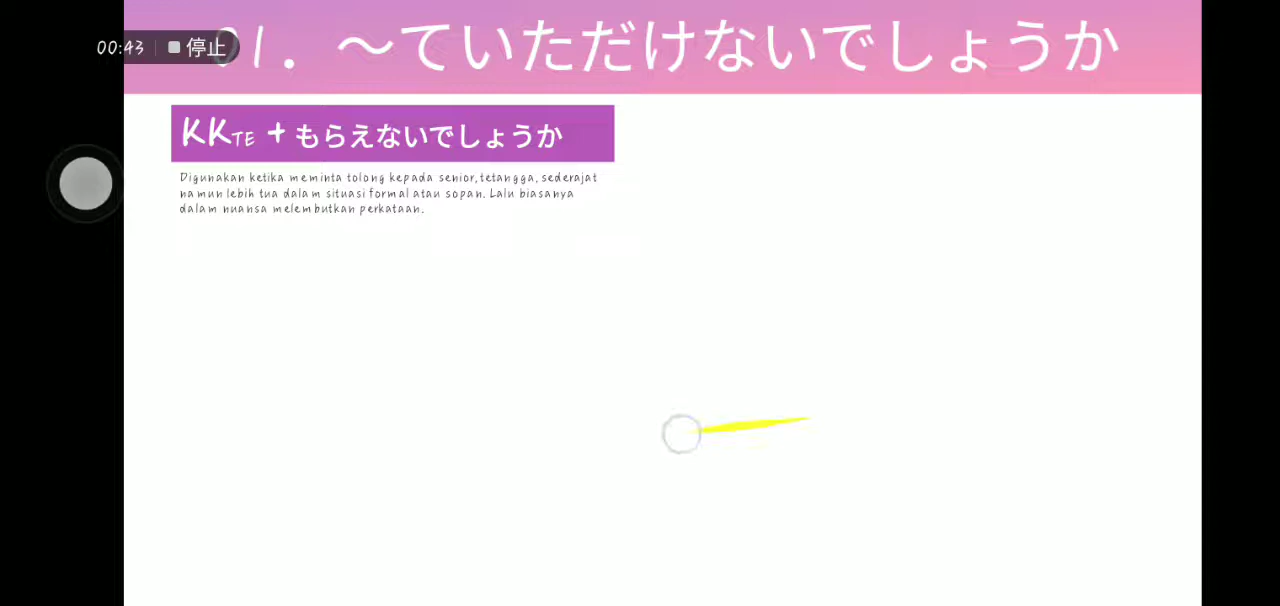 01. ～ていただけないでしょうか
00:43 停止
KKTE + もらえないでしょうか
Digunakan ketika meminta tolong kepada senior, tetangga, sederajat
namun lebih tua dalam situasi formal atau sopan. Lalu biasanya
dalam nuansa melembutkan perkataan.